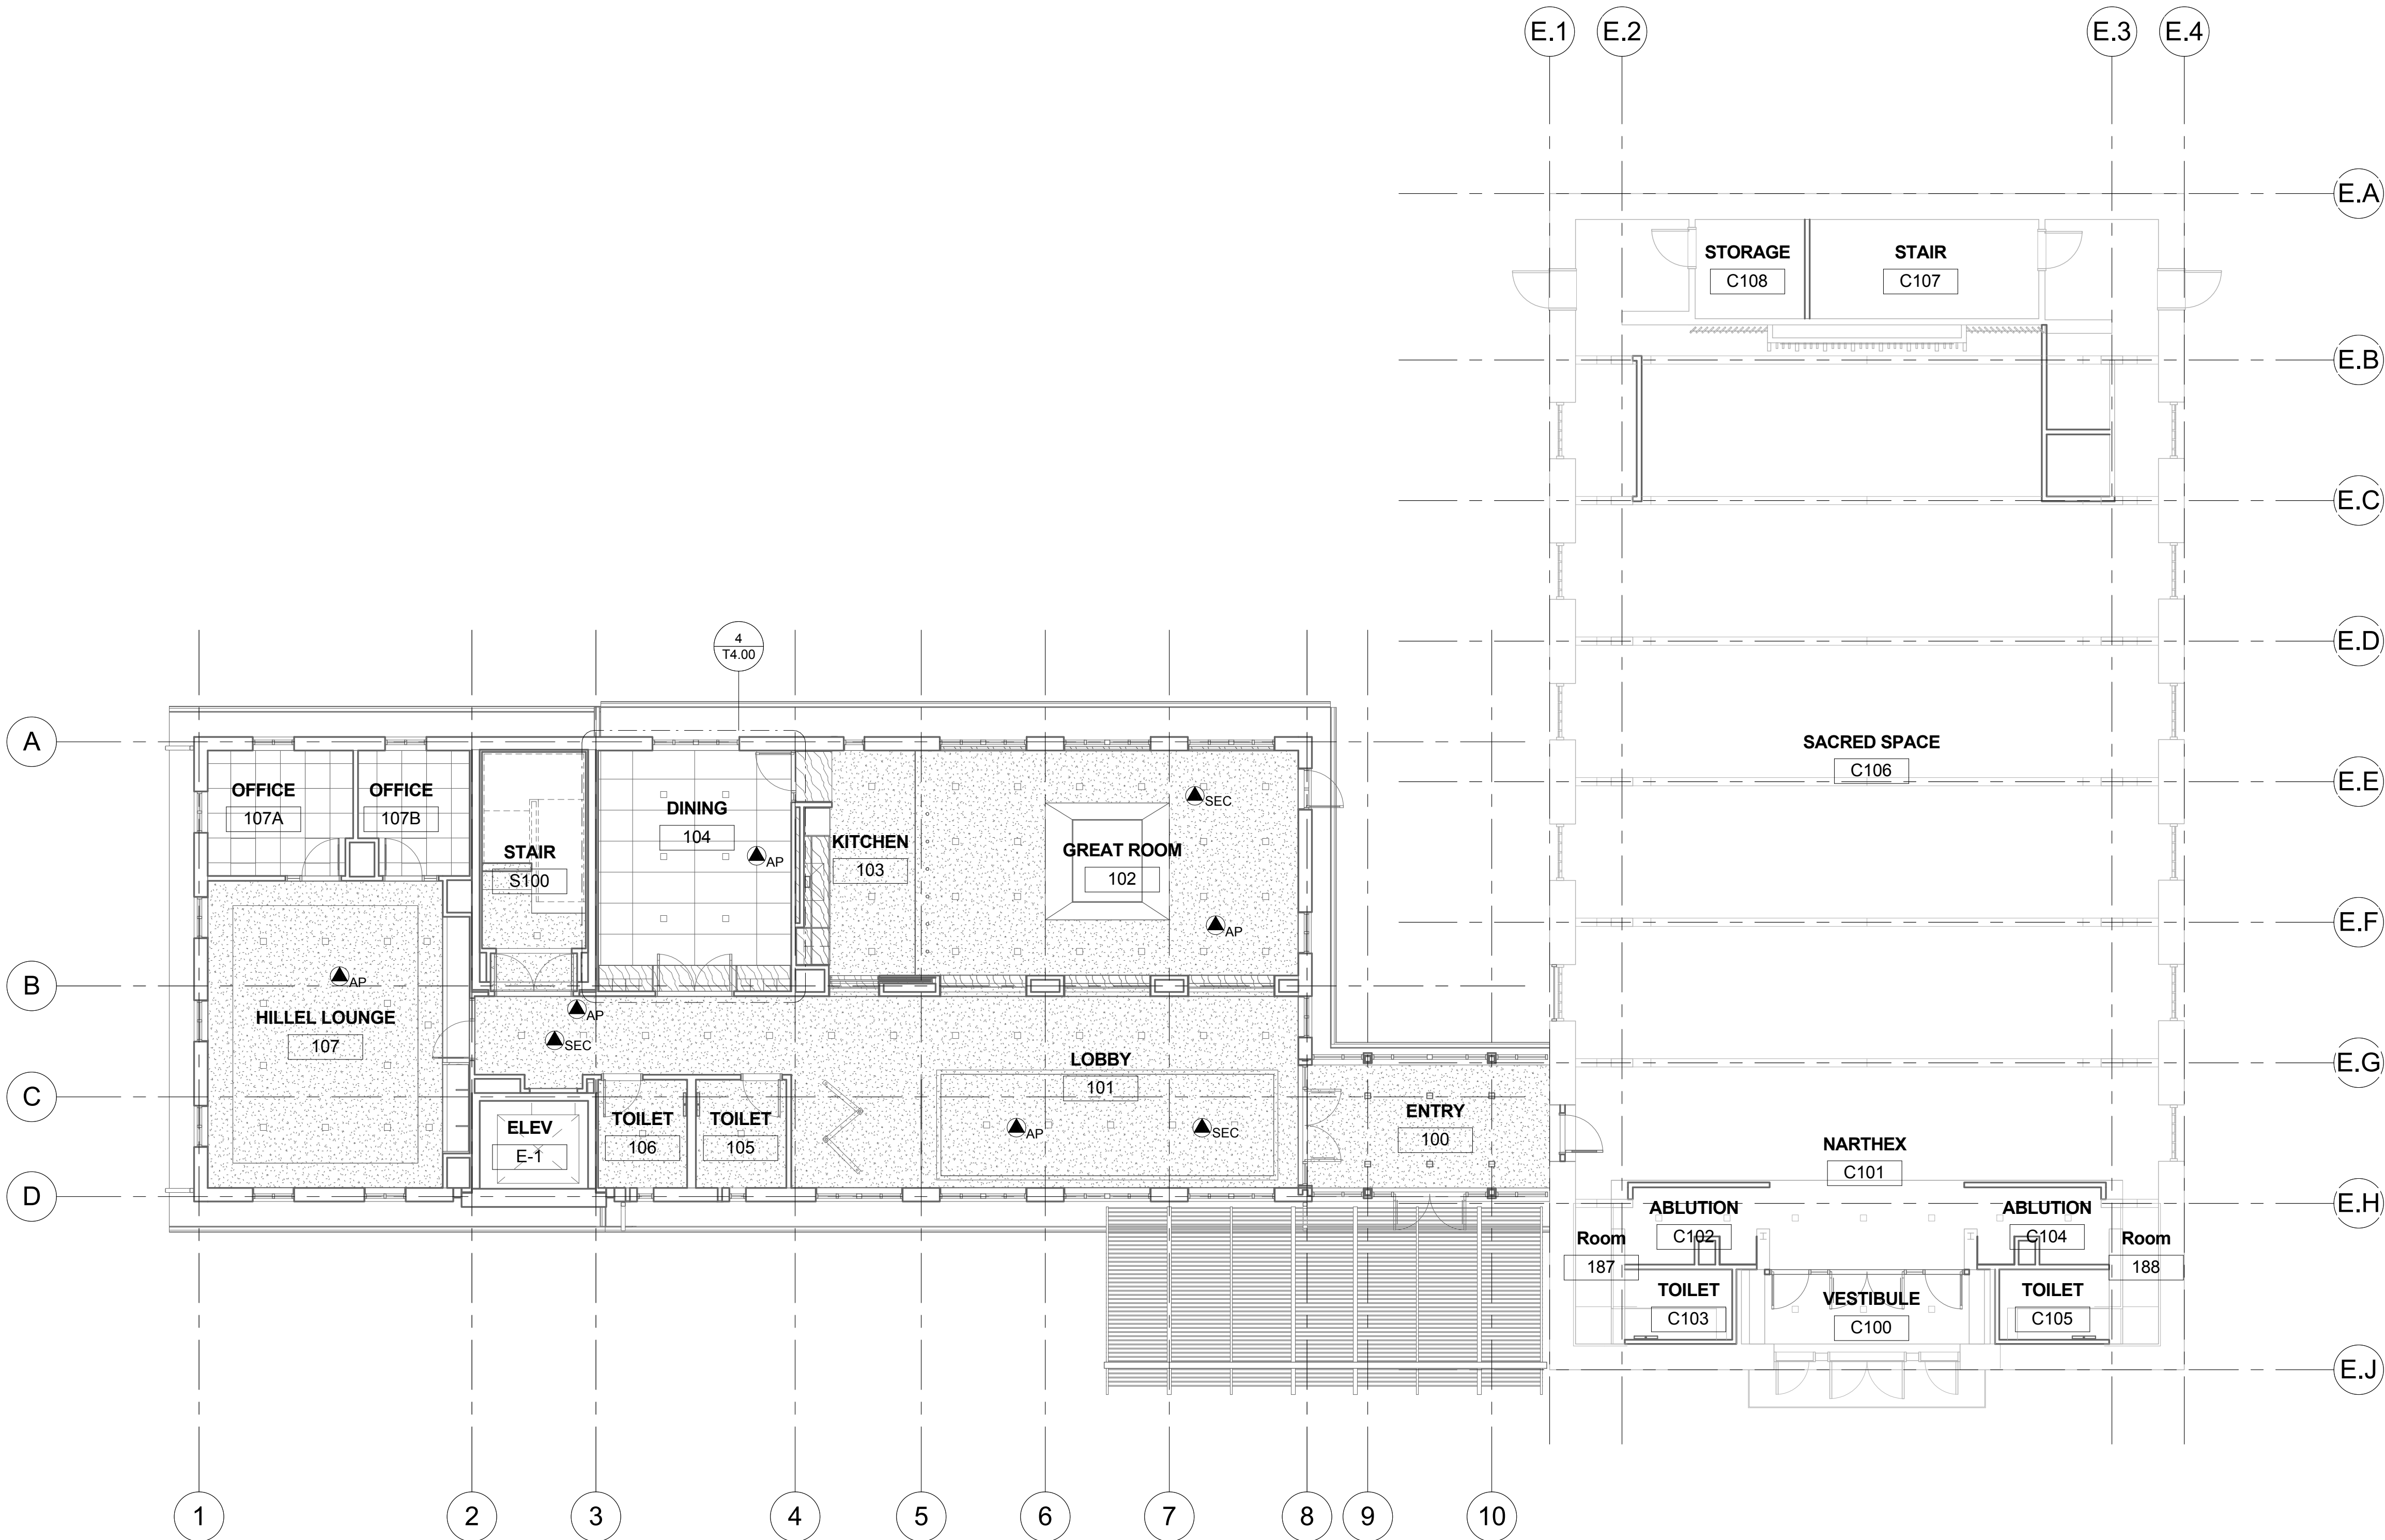 E.1
E.2
E.3
E.4
E.A
STORAGE
C108
STAIR
C107
E.B
E.C
E.D
4
T4.00
A
SACRED SPACE
C106
E.E
OFFICE
107A
OFFICE
107B
DINING
104
AP
STAIR
S100
KITCHEN
103
GREAT ROOM
102
SEC
AP
E.F
B
AP
HILLEL LOUNGE
107
AP
SEC
LOBBY
101
AP
SEC
E.G
C
ELEV
E-1
TOILET
106
TOILET
105
ENTRY
100
NARTHEX
C101
D
E.H
ABLUTION
C102
ABLUTION
C104
Room
187
Room
188
TOILET
C103
VESTIBULE
C100
TOILET
C105
E.J
1
2
3
4
5
6
7
8
9
10